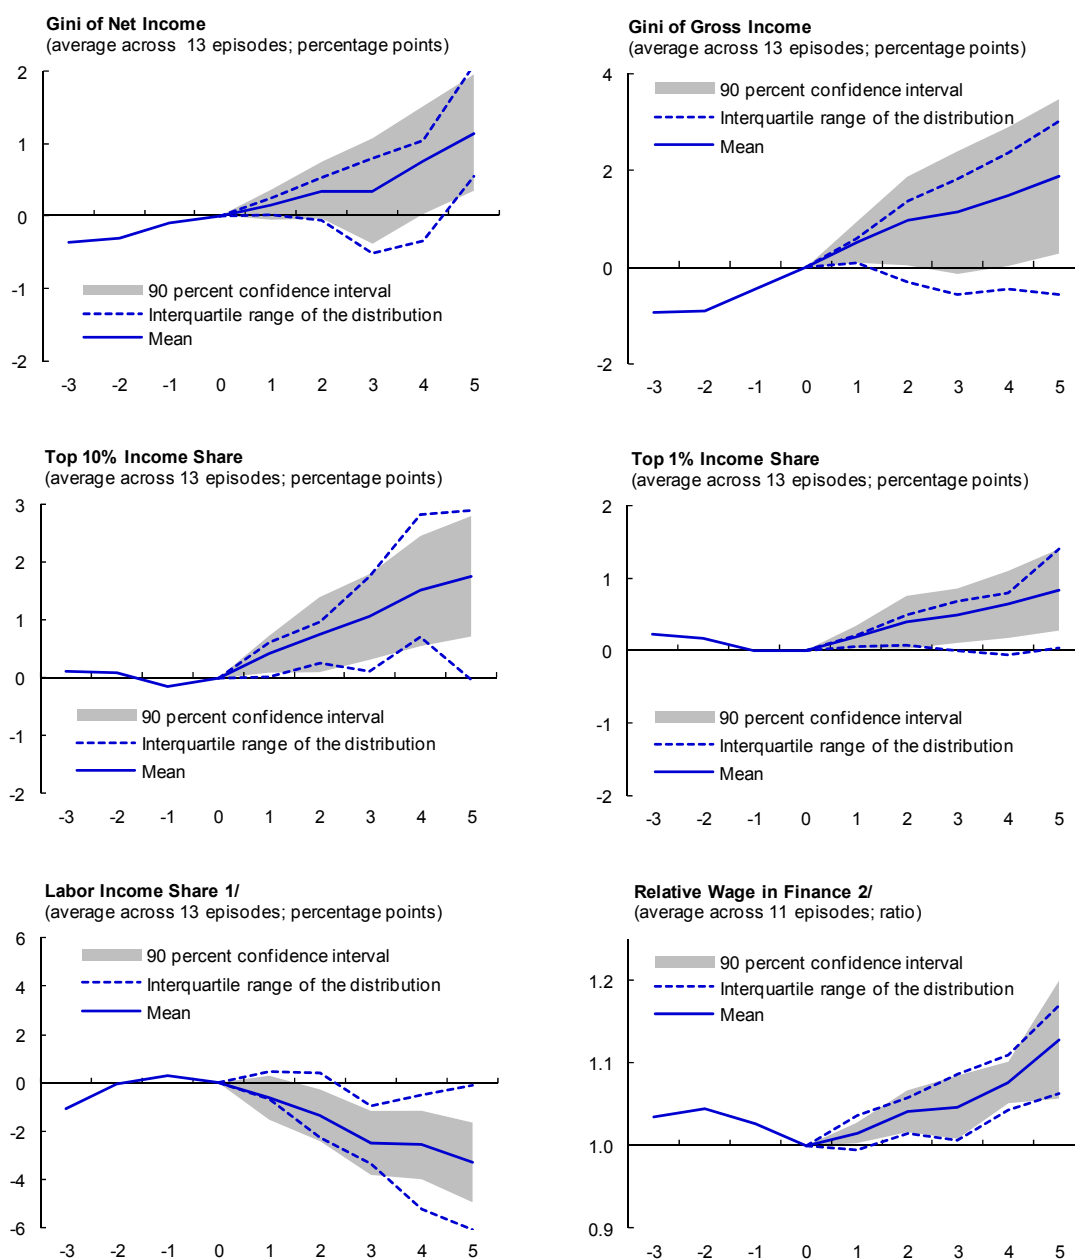 Gini of Net Income
(average across 13 episodes; percentage points)
2
1
0
-1
-2
90 percent confidence interval
Interquartile range of the distribution
Mean
-3 -2 -1 0 1 2 3 4 5
Gini of Gross Income
(average across 13 episodes; percentage points)
4
2
0
-2
90 percent confidence interval
Interquartile range of the distribution
Mean
-3 -2 -1 0 1 2 3 4 5
Top 10% Income Share
(average across 13 episodes; percentage points)
3
2
1
0
-1
-2
90 percent confidence interval
Interquartile range of the distribution
Mean
-3 -2 -1 0 1 2 3 4 5
Top 1% Income Share
(average across 13 episodes; percentage points)
2
1
0
-1
-2
90 percent confidence interval
Interquartile range of the distribution
Mean
-3 -2 -1 0 1 2 3 4 5
Labor Income Share 1/
(average across 13 episodes; percentage points)
6
4
2
0
-2
-4
-6
90 percent confidence interval
Interquartile range of the distribution
Mean
-3 -2 -1 0 1 2 3 4 5
Relative Wage in Finance 2/
(average across 11 episodes; ratio)
1.2
1.1
1.0
0.9
90 percent confidence interval
Interquartile range of the distribution
Mean
-3 -2 -1 0 1 2 3 4 5